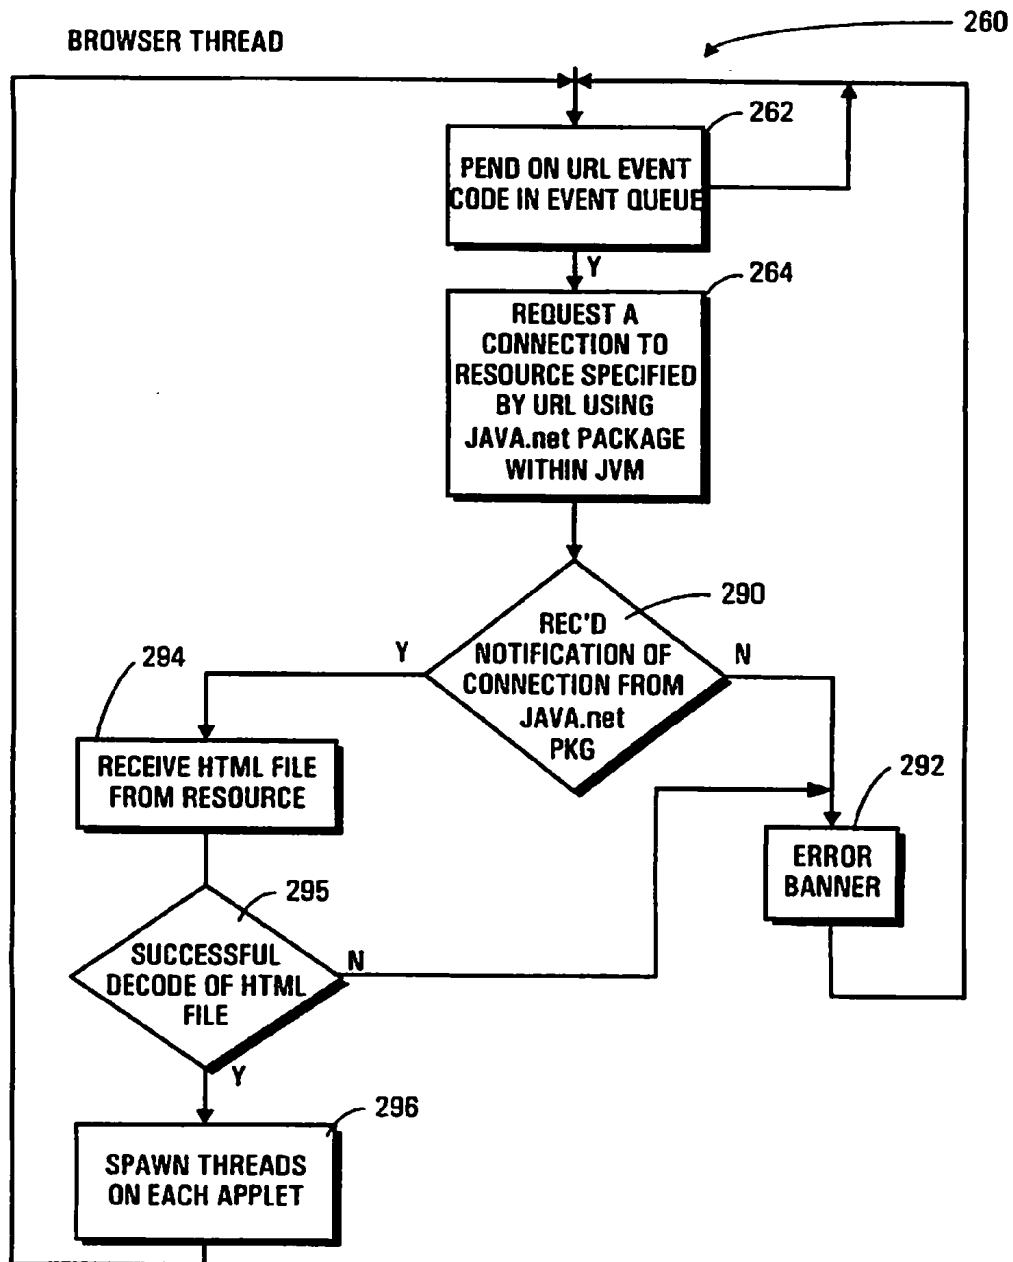 BROWSER THREAD
260
262
PEND ON URL EVENT
CODE IN EVENT QUEUE
Y
264
REQUEST A
CONNECTION TO
RESOURCE SPECIFIED
BY URL USING
JAVA.net PACKAGE
WITHIN JVM
290
REC'D
NOTIFICATION OF
CONNECTION FROM
JAVA.net
PKG
Y
N
294
RECEIVE HTML FILE
FROM RESOURCE
292
ERROR
BANNER
295
SUCCESSFUL
DECODE OF HTML
FILE
N
Y
296
SPAWN THREADS
ON EACH APPLET